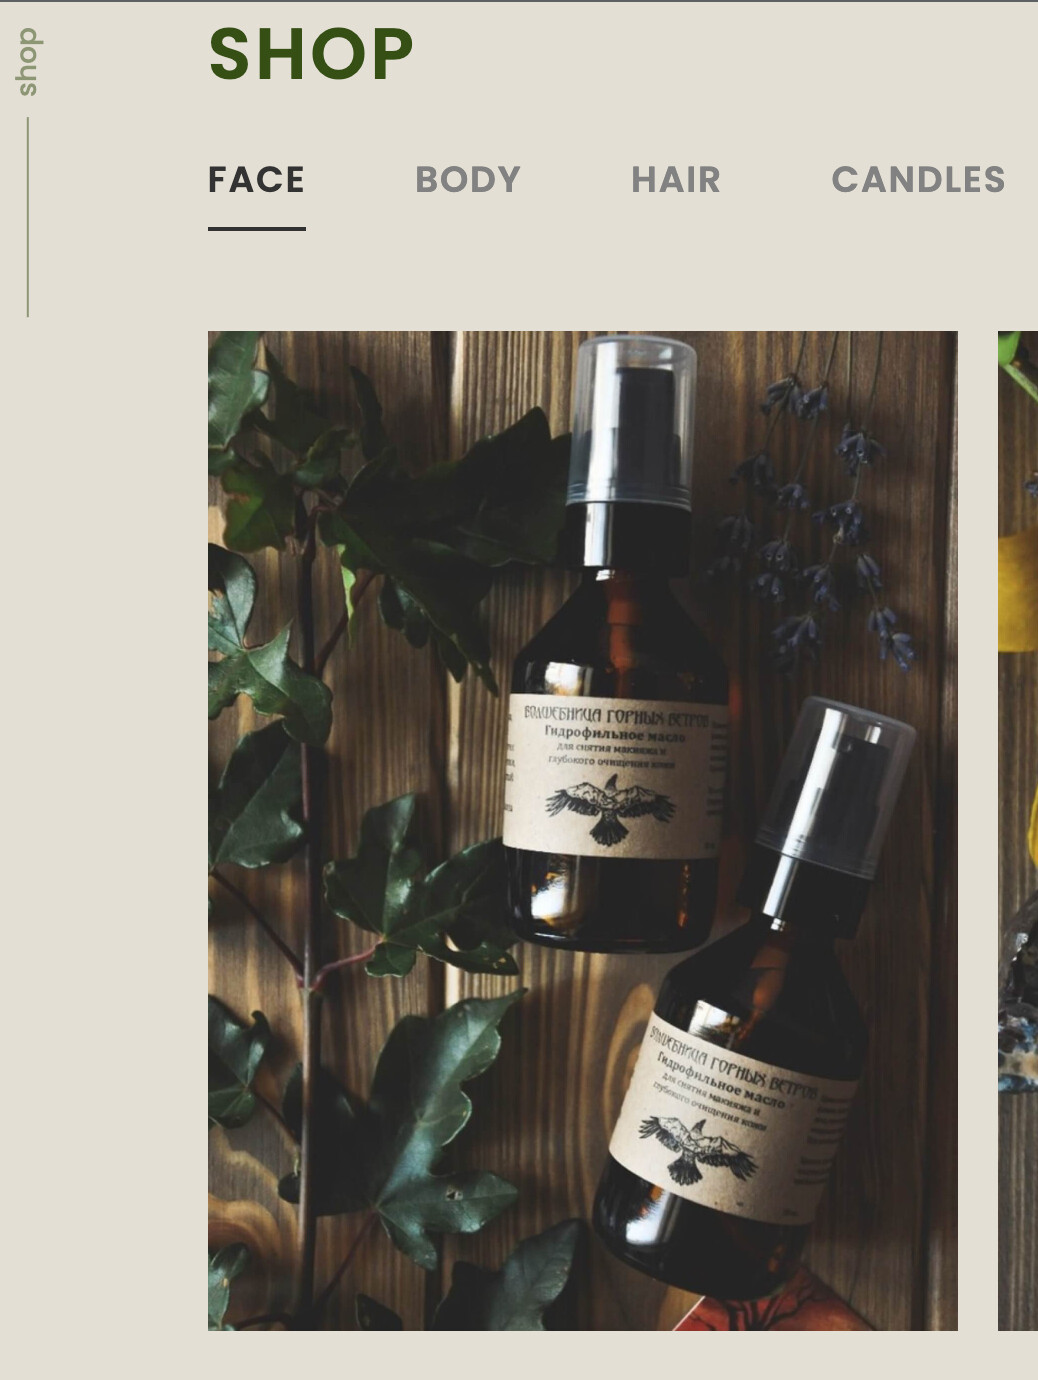 shop
SHOP
FACE
BODY
HAIR
CANDLES
ВОЛШЕБНИЦА ГОРНЫХ ВЕТРОВ
Гидрофильное масло
для снятия макияжа и
глубокого очищения кожи
ВОЛШЕБНИЦА ГОРНЫХ ВЕТРОВ
Гидрофильное масло
для снятия макияжа и
глубокого очищения кожи